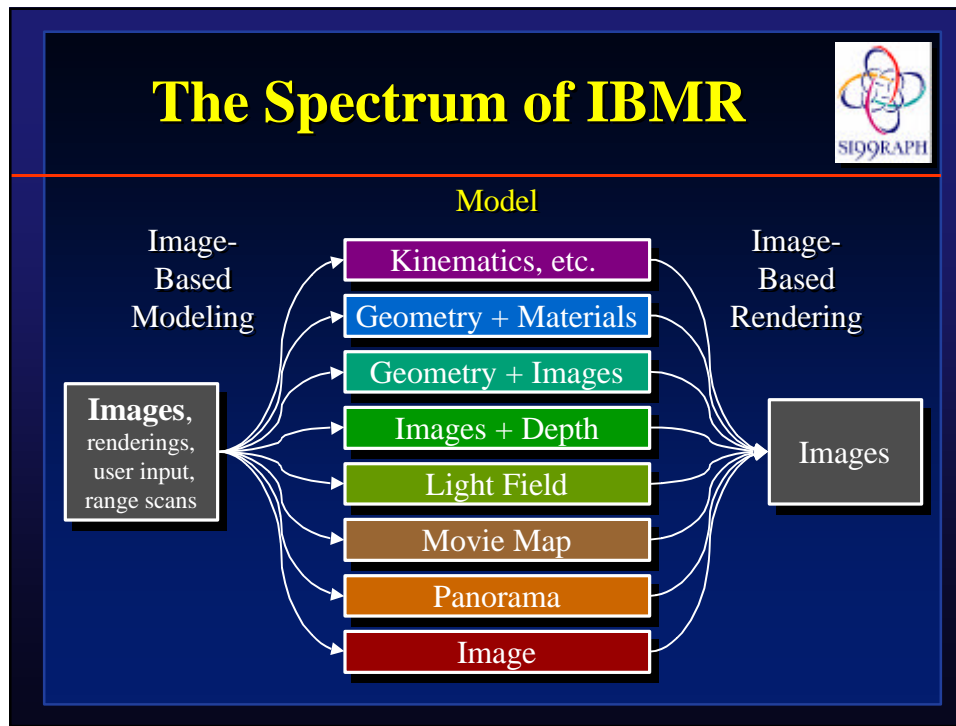 The Spectrum of IBMR
SI99RAPH
Model
Image-
Based
Modeling
Image-
Based
Rendering
Kinematics, etc.
Geometry + Materials
Geometry + Images
Images + Depth
Light Field
Movie Map
Panorama
Image
Images,
renderings,
user input,
range scans
Images